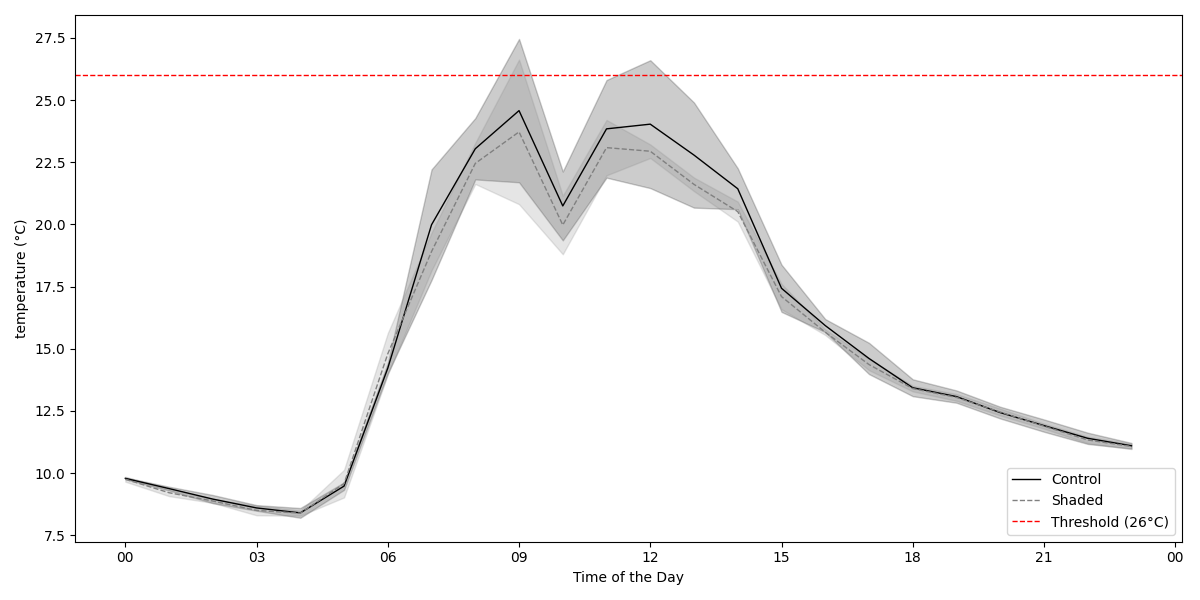 27.5
25.0
22.5
20.0
17.5
15.0
12.5
10.0
7.5
temperature (°C)
00 03 06 09 12 15 18 21 00
Time of the Day
Control
Shaded
Threshold (26°C)